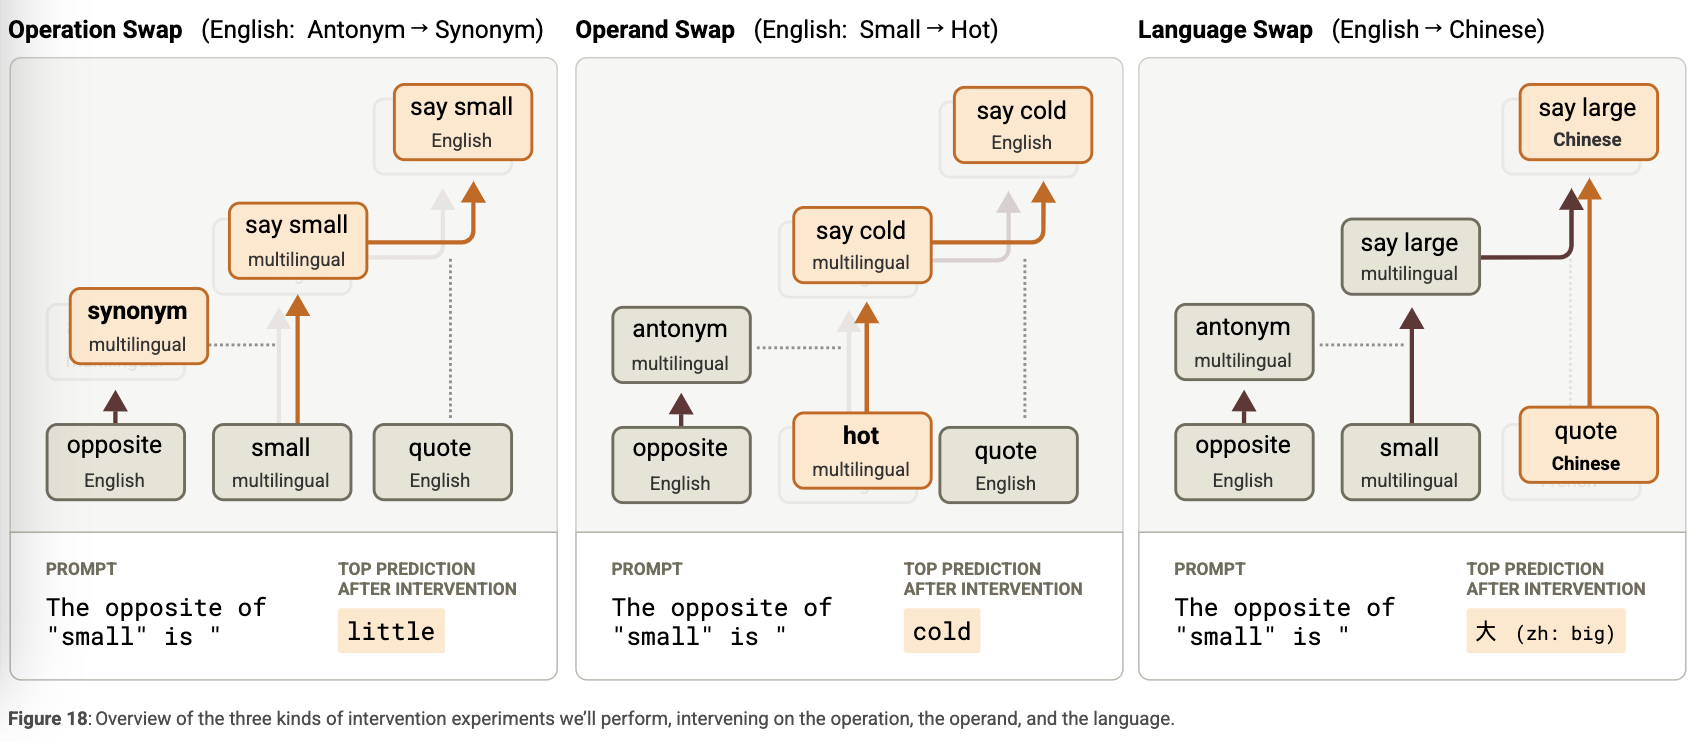 Operation Swap (English: Antonym → Synonym)
say small
English
say small
multilingual
synonym
multilingual
opposite
English
small
multilingual
quote
English
PROMPT
The opposite of
"small" is "
TOP PREDICTION
AFTER INTERVENTION
little
Operand Swap (English: Small → Hot)
say cold
English
say cold
multilingual
antonym
multilingual
opposite
English
hot
multilingual
quote
English
PROMPT
The opposite of
"small" is "
TOP PREDICTION
AFTER INTERVENTION
cold
Language Swap (English → Chinese)
say large
Chinese
say large
multilingual
antonym
multilingual
opposite
English
small
multilingual
quote
Chinese
PROMPT
The opposite of
"small" is "
TOP PREDICTION
AFTER INTERVENTION
大 (zh: big)
Figure 18: Overview of the three kinds of intervention experiments we’ll perform, intervening on the operation, the operand, and the language.